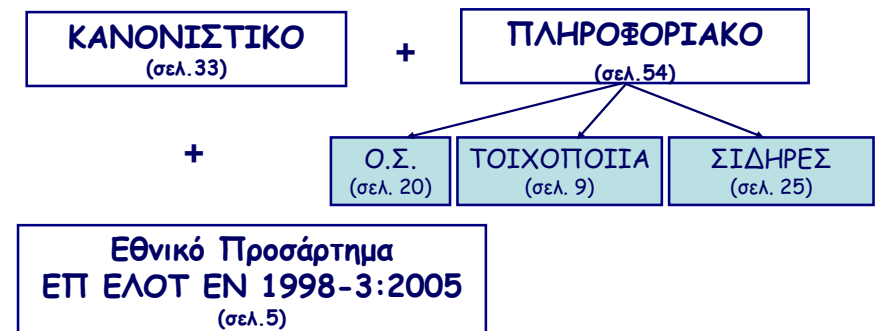 ΚΑΝΟΝΙΣΤΙΚΟ
(σελ.33)
+
ΠΛΗΡΟΦΟΡΙΑΚΟ
(σελ.54)
+
Ο.Σ.
(σελ. 20)
ΤΟΙΧΟΠΟΙΙΑ
(σελ. 9)
ΣΙΔΗΡΕΣ
(σελ. 25)
Εθνικό Προσάρτημα
ΕΠ ΕΛΟΤ ΕΝ 1998-3:2005
(σελ.5)